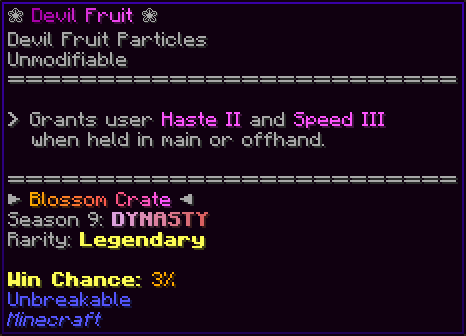 ❀ Devil Fruit ❀
Devil Fruit Particles
Unmodifiable
============================
> Grants user Haste II and Speed III
when held in main or offhand.
============================
► Blossom Crate ◄
Season 9: DYNASTY
Rarity: Legendary
Win Chance: 3%
Unbreakable
Minecraft